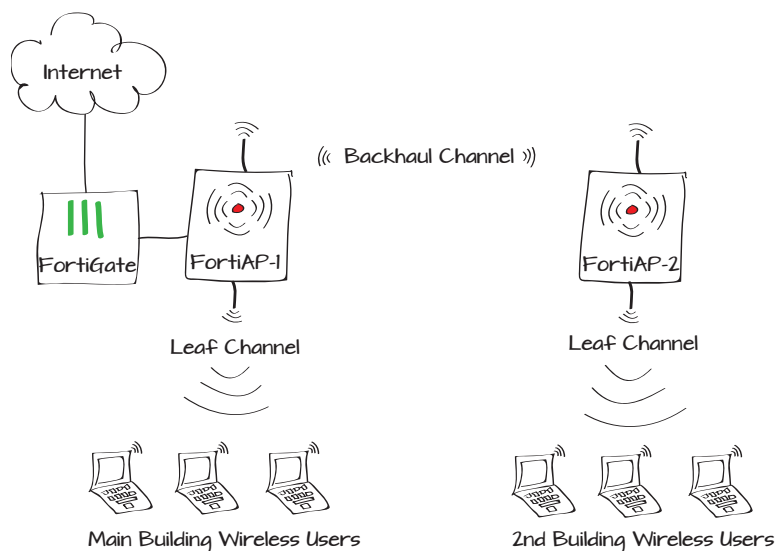 Internet
Backhaul Channel
FortiGate
FortiAP-1
FortiAP-2
Leaf Channel
Leaf Channel
Main Building Wireless Users
2nd Building Wireless Users